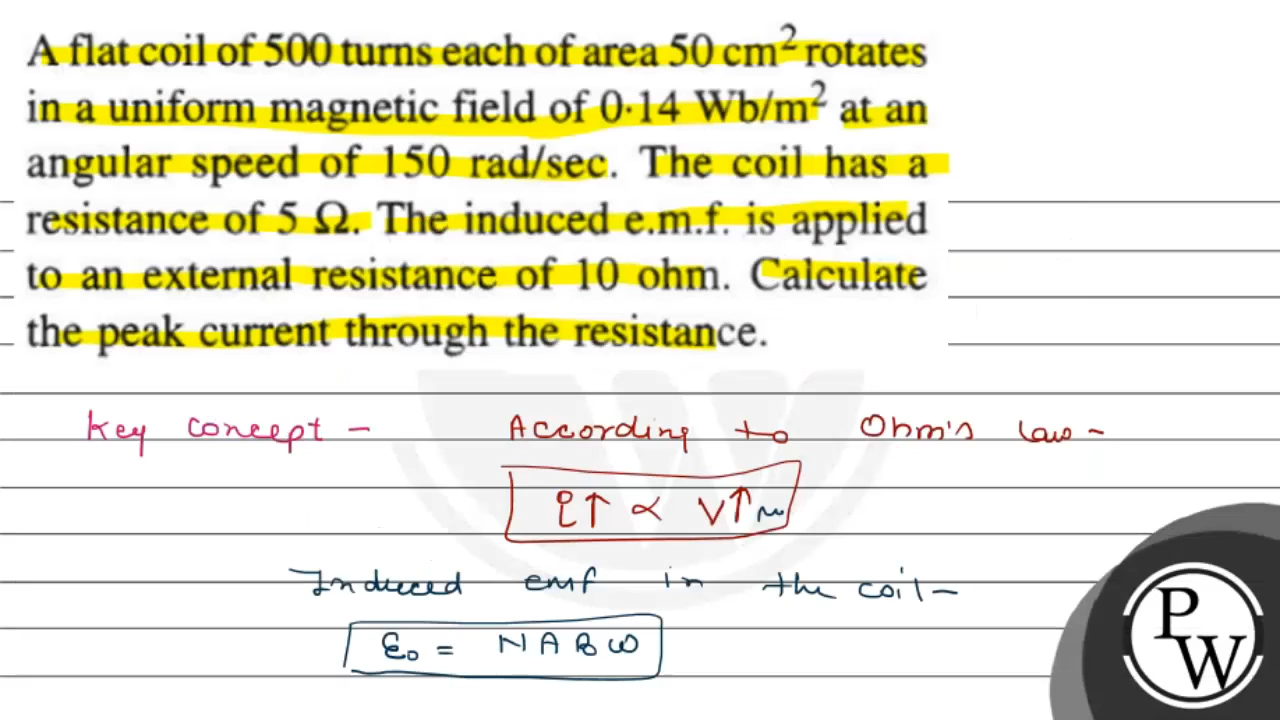 A flat coil of 500 turns each of area 50 cm² rotates
in a uniform magnetic field of 0·14 Wb/m² at an
angular speed of 150 rad/sec. The coil has a
resistance of 5 Ω. The induced e.m.f. is applied
to an external resistance of 10 ohm. Calculate
the peak current through the resistance.
Key concept - According to Ohm's law -
i↑ ∝ V↑
Induced emf in the coil -
ε₀ = NABω
PW